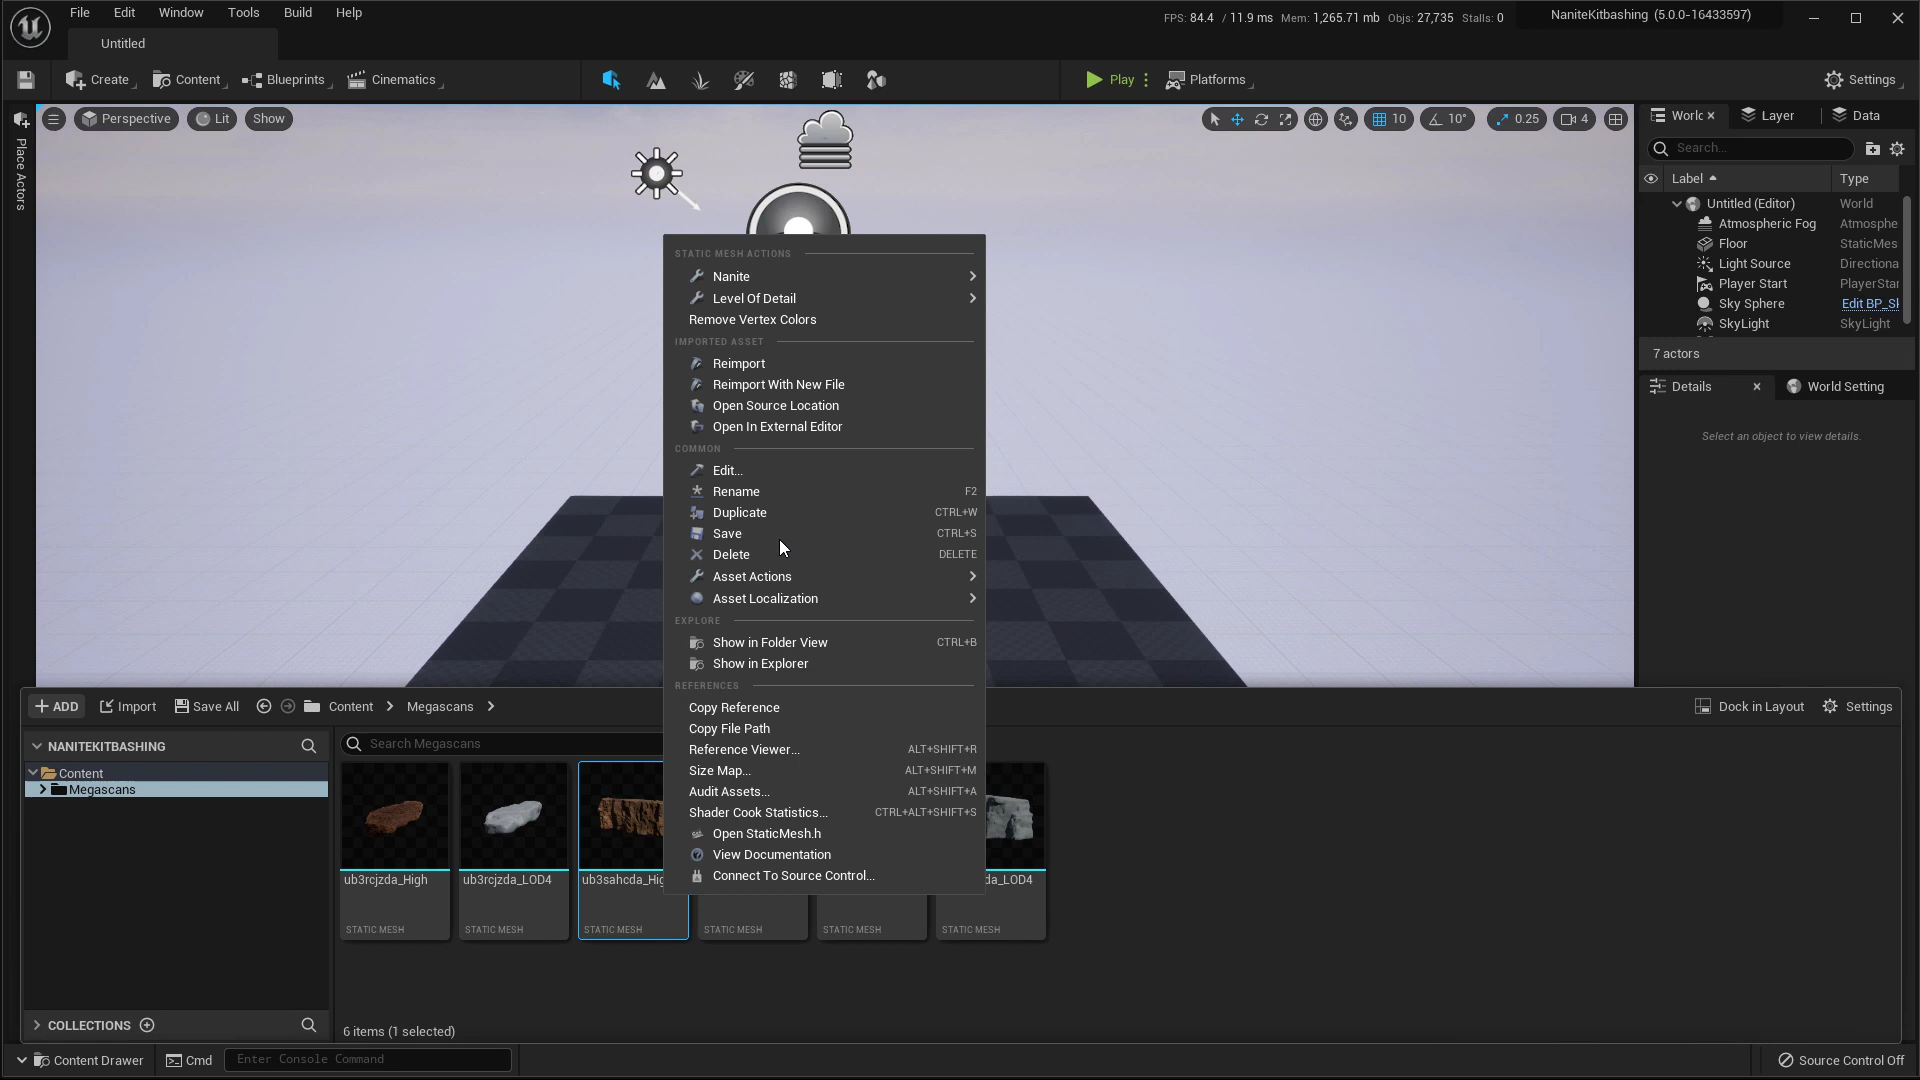 File Edit Window Tools Build Help
FPS: 84.4 / 11.9 ms Mem: 1,265.71 mb Objs: 27,735 Stalls: 0
NaniteKitbashing (5.0.0-16433597)
Untitled
Create Content Blueprints Cinematics Play Platforms Settings
Place Actors
Perspective Lit Show
10 10° 0.25 4
Layer Data
Search...
Label Type
Untitled (Editor) World
Atmospheric Fog Atmosphe
Floor StaticMes
Light Source Directiona
Player Start PlayerStar
Sky Sphere Edit BP_Sk
SkyLight SkyLight
7 actors
Details World Setting
Select an object to view details.
STATIC MESH ACTIONS
Nanite
Level Of Detail
Remove Vertex Colors
IMPORTED ASSET
Reimport
Reimport With New File
Open Source Location
Open In External Editor
COMMON
Edit...
Rename F2
Duplicate CTRL+W
Save CTRL+S
Delete DELETE
Asset Actions
Asset Localization
EXPLORE
Show in Folder View CTRL+B
Show in Explorer
REFERENCES
Copy Reference
Copy File Path
Reference Viewer... ALT+SHIFT+R
Size Map... ALT+SHIFT+M
Audit Assets... ALT+SHIFT+A
Shader Cook Statistics... CTRL+ALT+SHIFT+S
Open StaticMesh.h
View Documentation
Connect To Source Control...
ADD Import Save All Content Megascans
Dock in Layout Settings
NANITEKITBASHING
Search Megascans
Content
Megascans
ub3rcjzda_High ub3rcjzda_LOD4 ub3sahcda_Hig da_LOD4
STATIC MESH STATIC MESH STATIC MESH STATIC MESH STATIC MESH STATIC MESH
COLLECTIONS
6 items (1 selected)
Content Drawer Cmd Enter Console Command
Source Control Off